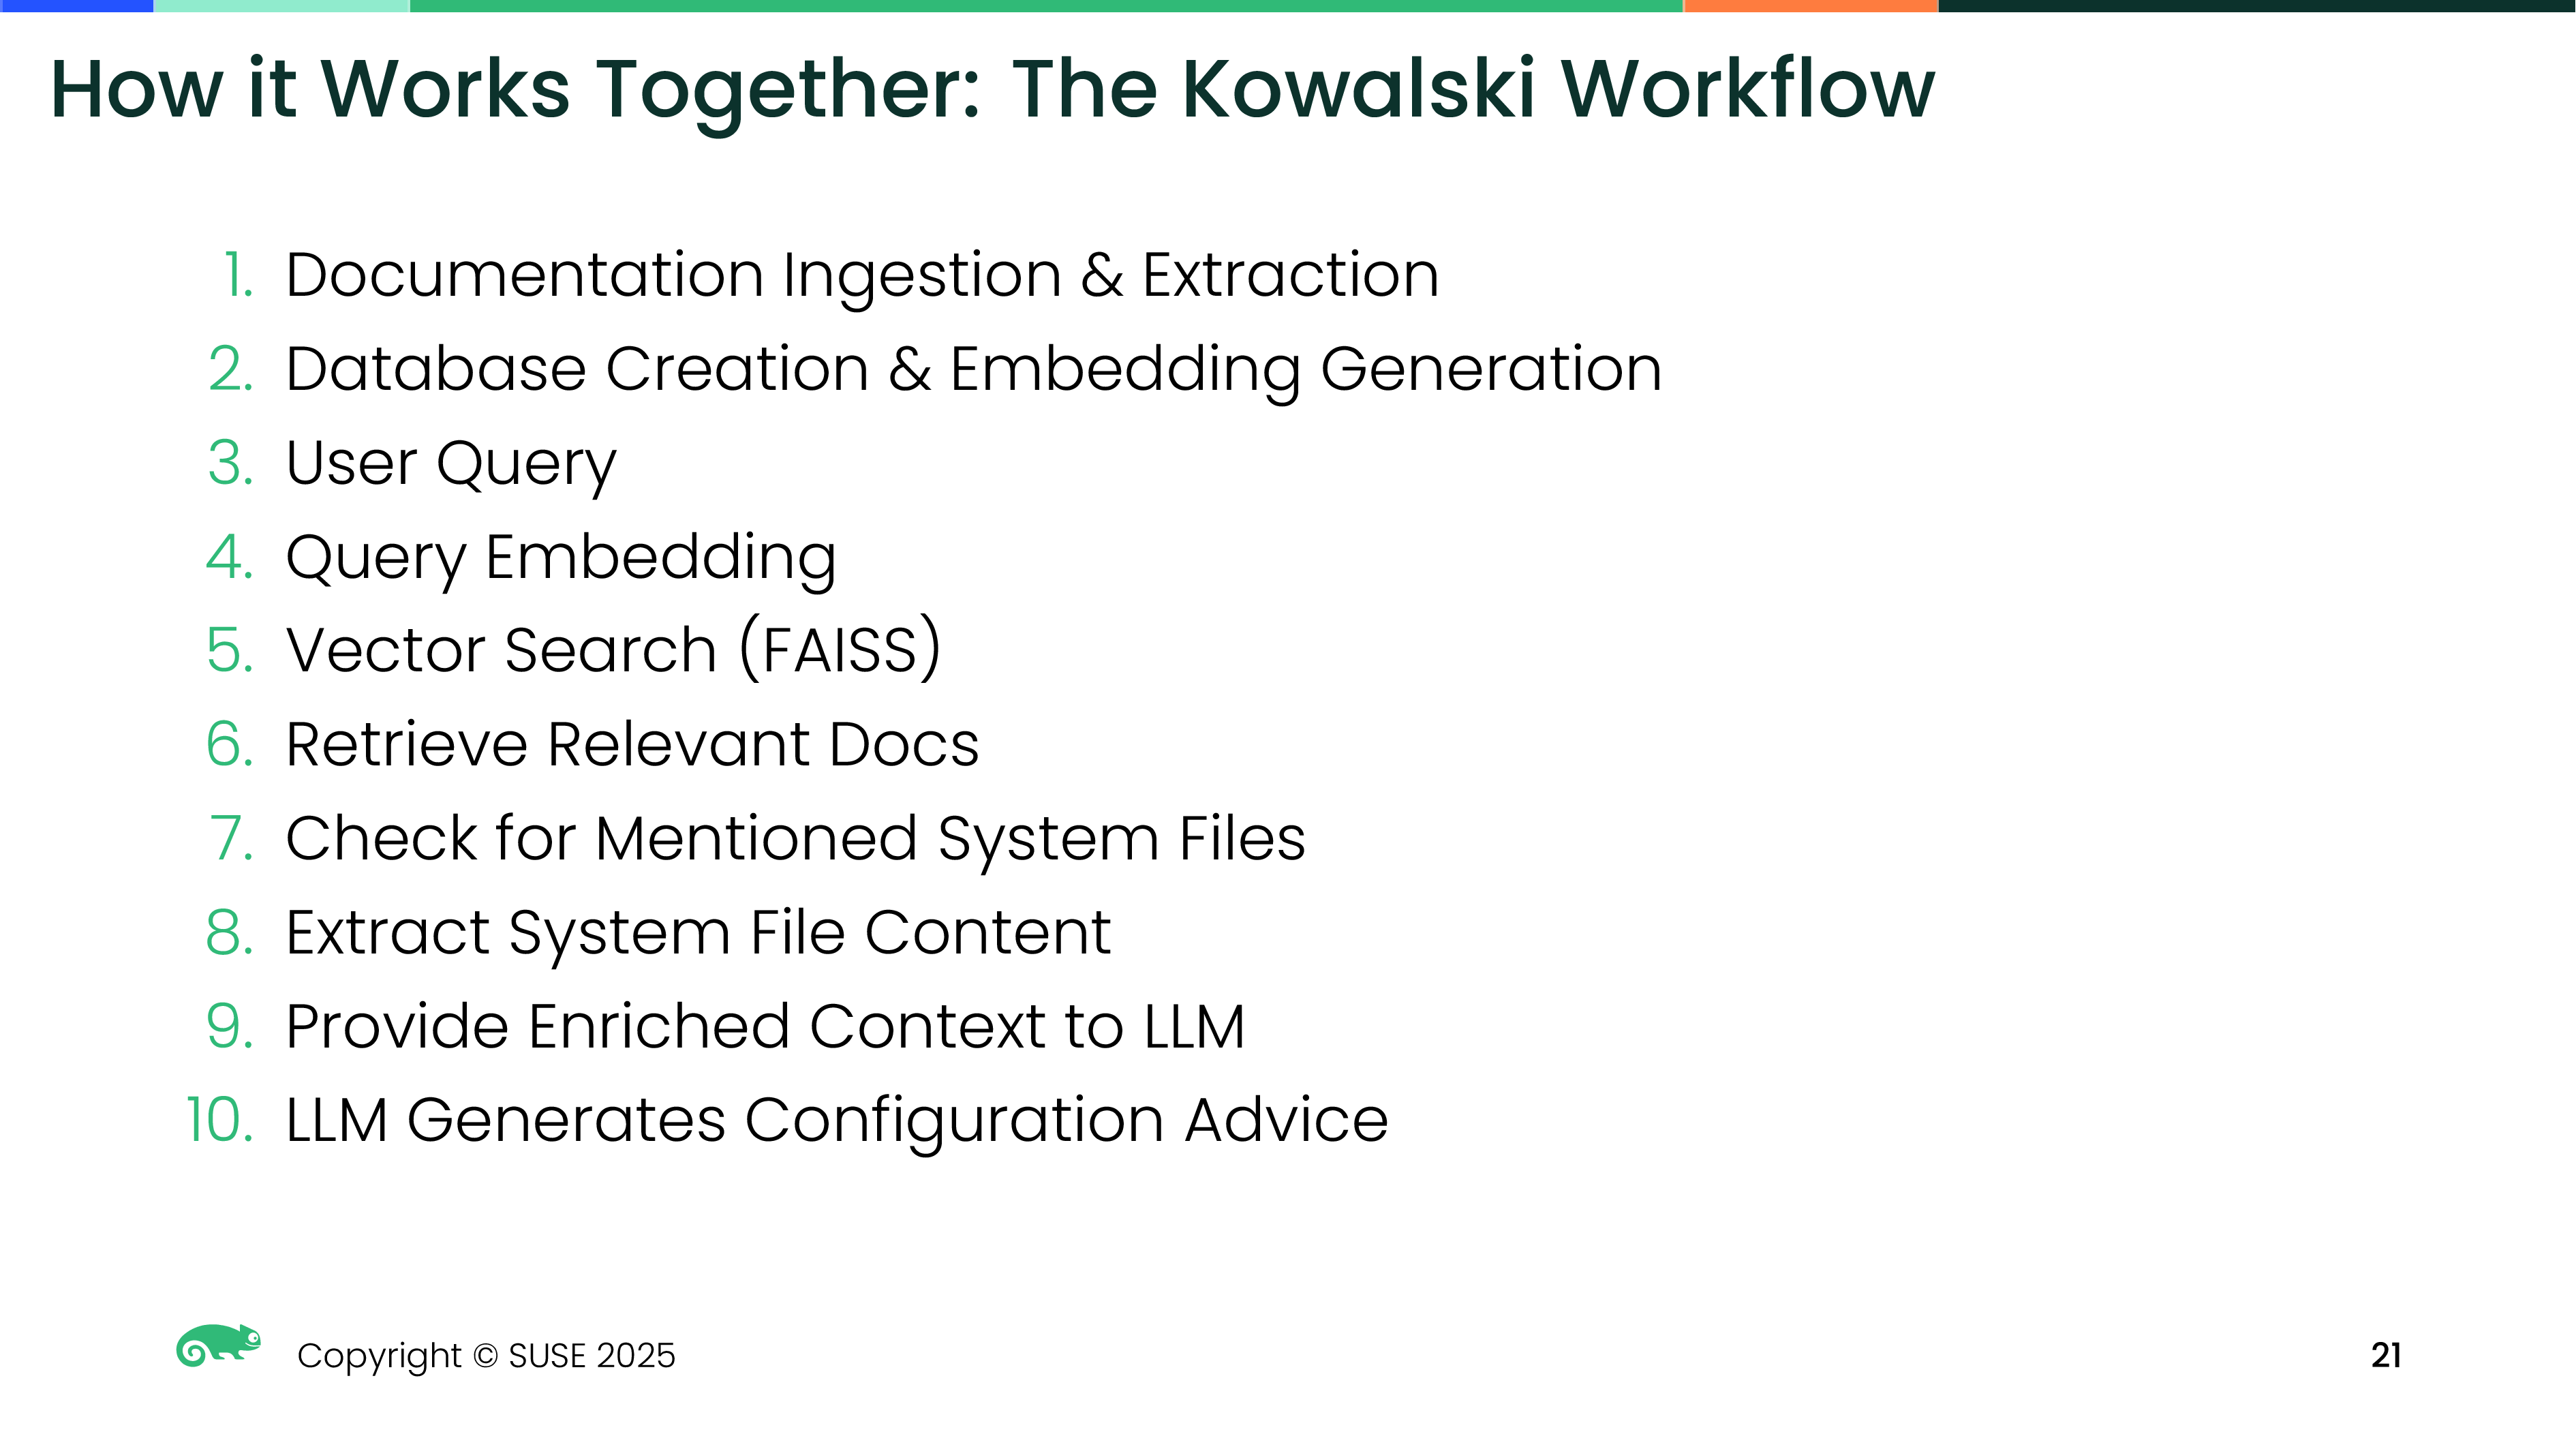 How it Works Together: The Kowalski Workflow
1. Documentation Ingestion & Extraction
2. Database Creation & Embedding Generation
3. User Query
4. Query Embedding
5. Vector Search (FAISS)
6. Retrieve Relevant Docs
7. Check for Mentioned System Files
8. Extract System File Content
9. Provide Enriched Context to LLM
10. LLM Generates Configuration Advice
Copyright © SUSE 2025
21